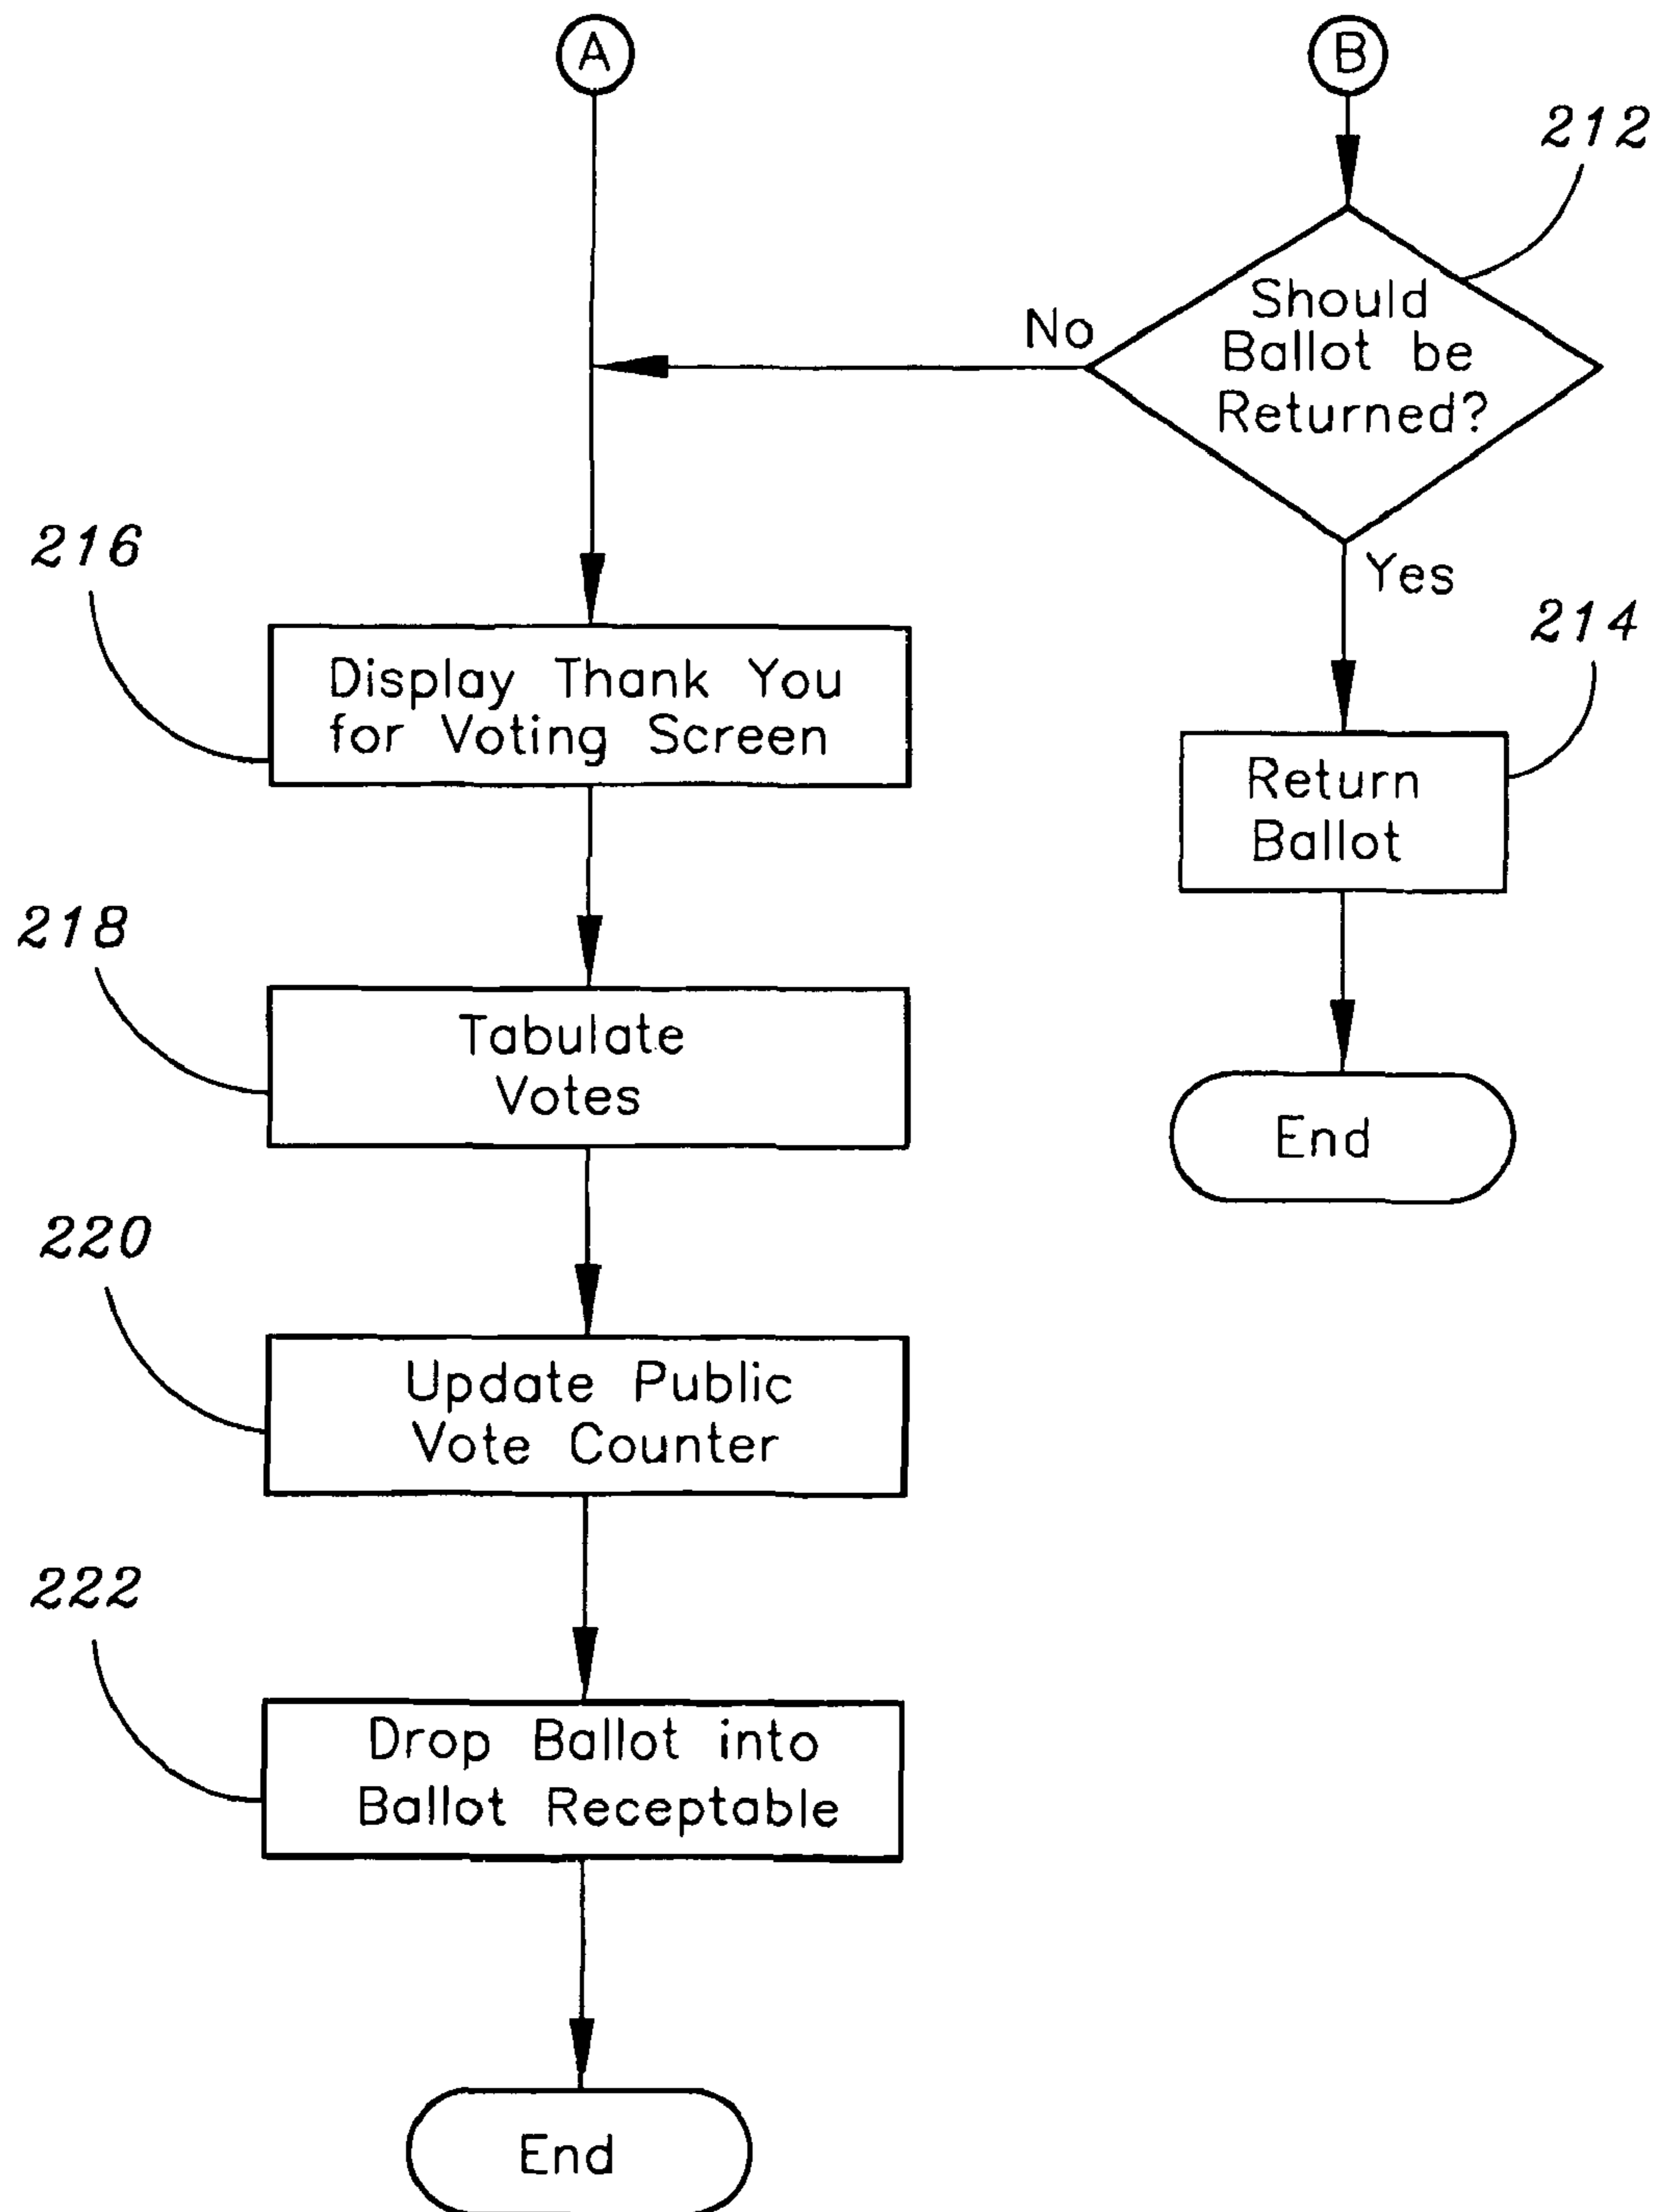 A
B
212
Should
Ballot be
Returned?
No
Yes
216
214
Display Thank You
for Voting Screen
Return
Ballot
218
Tabulate
Votes
End
220
Update Public
Vote Counter
222
Drop Ballot into
Ballot Receptable
End